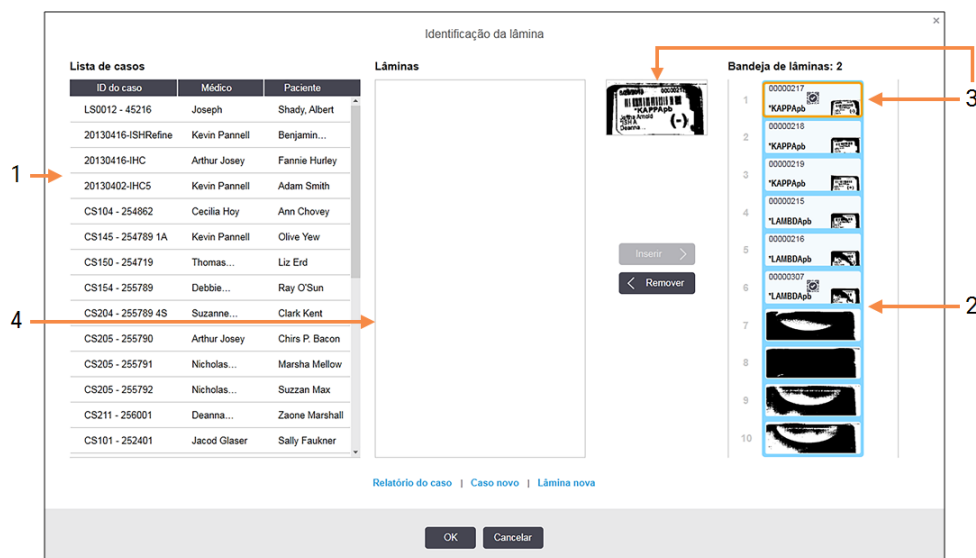 ×
Identificação da lâmina
Lista de casos
ID do caso Médico Paciente
LS0012 - 45216 Joseph Shady, Albert
20130416-ISHRefine Kevin Pannell Benjamin...
20130416-IHC Arthur Josey Fannie Hurley
20130402-IHC5 Kevin Pannell Adam Smith
CS104 - 254862 Cecilia Hoy Ann Chovey
CS145 - 254789 1A Kevin Pannell Olive Yew
CS150 - 254719 Thomas... Liz Erd
CS154 - 255789 Debbie... Ray O'Sun
CS204 - 255789 4S Suzanne... Clark Kent
CS205 - 255790 Arthur Josey Chirs P. Bacon
CS205 - 255791 Nicholas... Marsha Mellow
CS205 - 255792 Nicholas... Suzzan Max
CS211 - 256001 Deanna... Zaone Marshall
CS101 - 252401 Jacod Glaser Sally Faukner
1
4
Lâminas
*KAPPApb
Arnold
Deanna
(-)
Inserir >
< Remover
Bandeja de lâminas: 2
1 00000217 *KAPPApb
2 00000218 *KAPPApb
3 00000219 *KAPPApb
4 00000215 *LAMBDApb
5 00000216 *LAMBDApb
6 00000307 *LAMBDApb
7
8
9
10
3
2
Relatório do caso | Caso novo | Lâmina nova
OK Cancelar